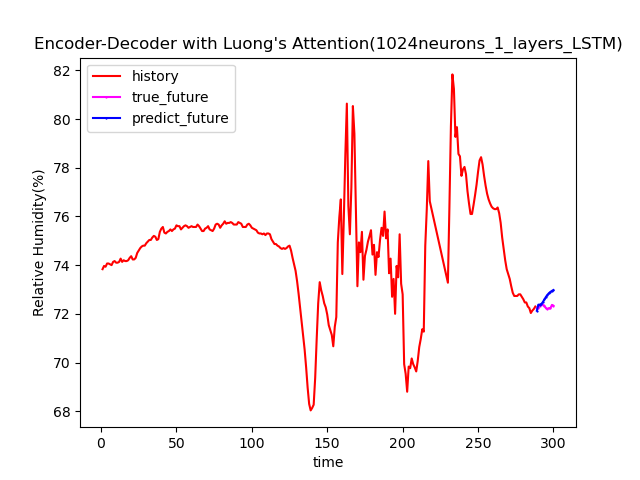 Encoder-Decoder with Luong's Attention(1024neurons_1_layers_LSTM)
history
true_future
predict_future
Relative Humidity(%)
82
80
78
76
74
72
70
68
0 50 100 150 200 250 300
time